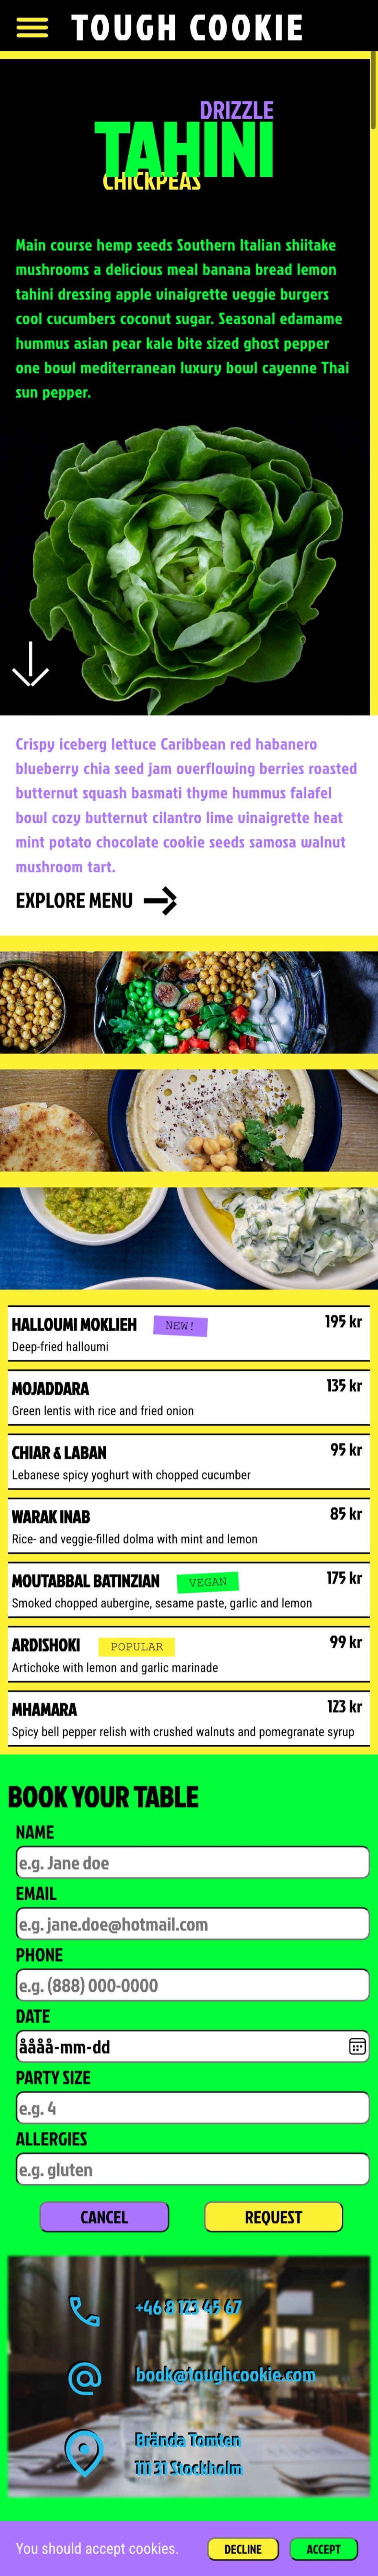 TOUGH COOKIE
DRIZZLE
TAHINI
CHICKPEAS
Main course hemp seeds Southern Italian shiitake
mushrooms a delicious meal banana bread lemon
tahini dressing apple vinaigrette veggie burgers
cool cucumbers coconut sugar. Seasonal edamame
hummus asian pear kale bite sized ghost pepper
one bowl mediterranean luxury bowl cayenne Thai
sun pepper.
Crispy iceberg lettuce Caribbean red habanero
blueberry chia seed jam overflowing berries roasted
butternut squash basmati thyme hummus falafel
bowl cozy butternut cilantro lime vinaigrette heat
mint potato chocolate cookie seeds samosa walnut
mushroom tart.
EXPLORE MENU
HALLOUMI MOKLIEH NEW! 195 kr
Deep-fried halloumi
MOJADDARA 135 kr
Green lentis with rice and fried onion
CHIAR & LABAN 95 kr
Lebanese spicy yoghurt with chopped cucumber
WARAK INAB 85 kr
Rice- and veggie-filled dolma with mint and lemon
MOUTABBAL BATINZIAN VEGAN 175 kr
Smoked chopped aubergine, sesame paste, garlic and lemon
ARDISHOKI POPULAR 99 kr
Artichoke with lemon and garlic marinade
MHAMARA 123 kr
Spicy bell pepper relish with crushed walnuts and pomegranate syrup
BOOK YOUR TABLE
NAME
e.g. Jane doe
EMAIL
e.g. jane.doe@hotmail.com
PHONE
e.g. (888) 000-0000
DATE
åååå-mm-dd
PARTY SIZE
e.g. 4
ALLERGIES
e.g. gluten
CANCEL REQUEST
+46 8 123 45 67
book@toughcookie.com
Brända Tomten
111 31 Stockholm
You should accept cookies. DECLINE ACCEPT